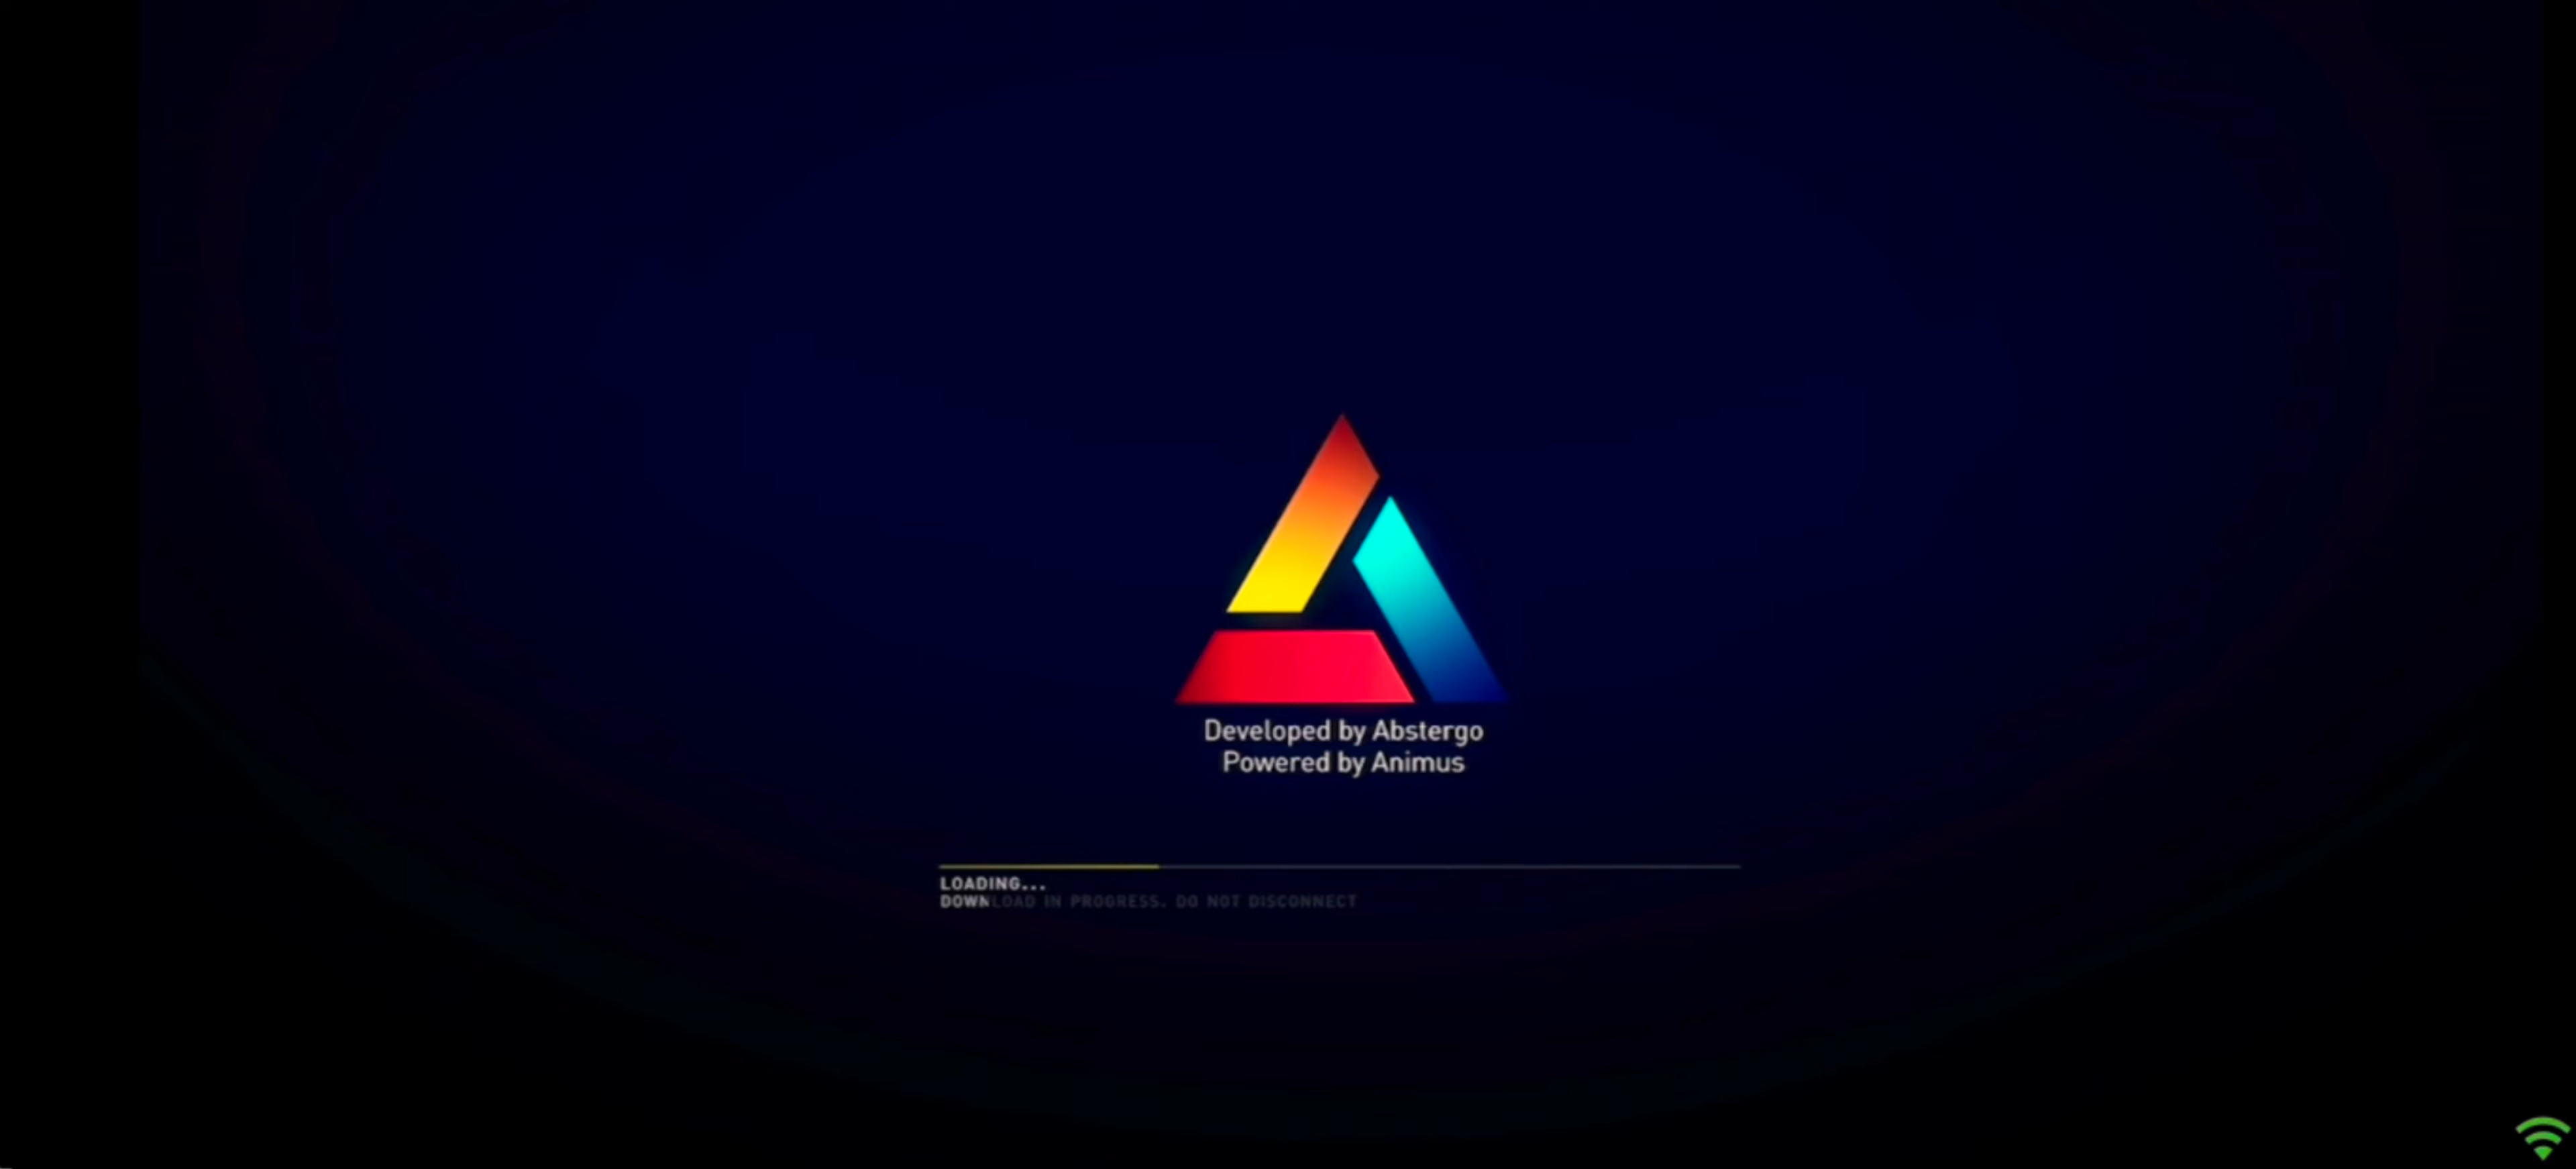 Developed by Abstergo
Powered by Animus
LOADING...
DOWNLOAD IN PROGRESS. DO NOT DISCONNECT